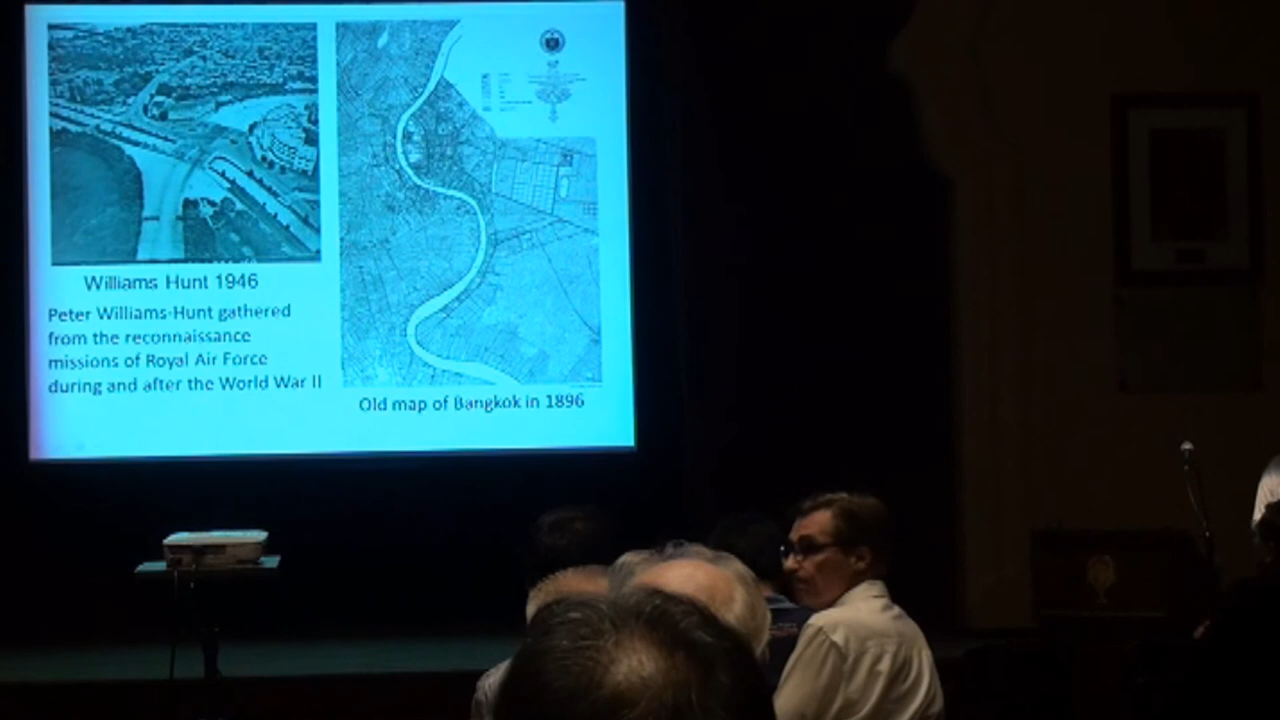 Williams Hunt 1946
Peter Williams-Hunt gathered
from the reconnaissance
missions of Royal Air Force
during and after the World War II
Old map of Bangkok in 1896